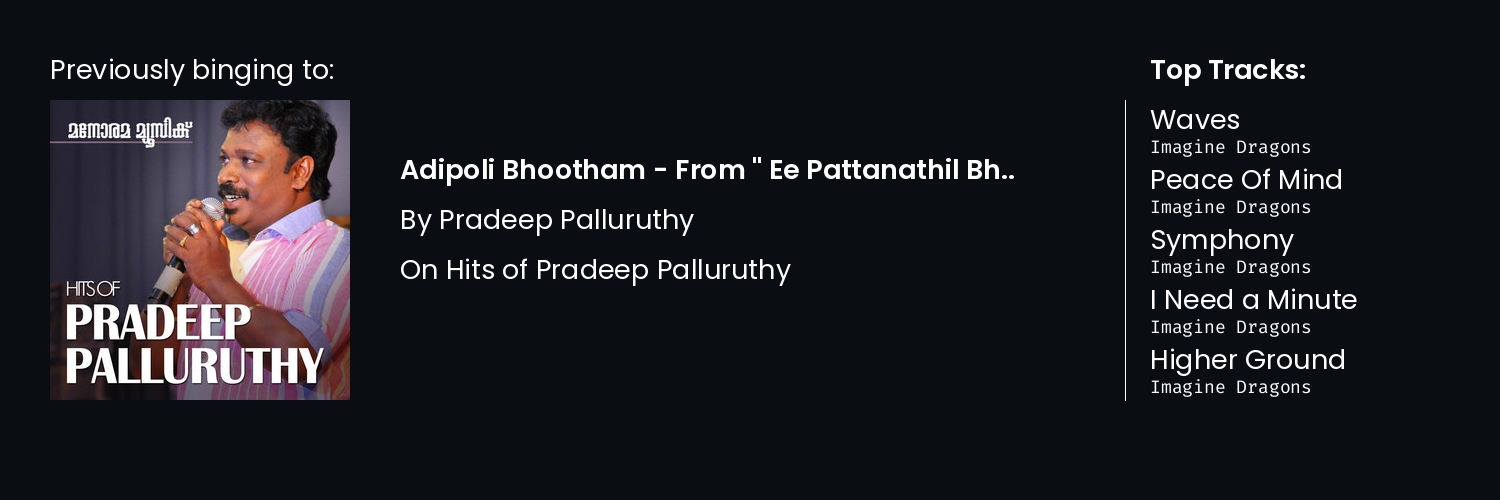 Previously binging to:
മനോരമ മ്യൂസിക്
HITS OF
PRADEEP
PALLURUTHY
Adipoli Bhootham - From " Ee Pattanathil Bh..
By Pradeep Palluruthy
On Hits of Pradeep Palluruthy
Top Tracks:
Waves
Imagine Dragons
Peace Of Mind
Imagine Dragons
Symphony
Imagine Dragons
I Need a Minute
Imagine Dragons
Higher Ground
Imagine Dragons